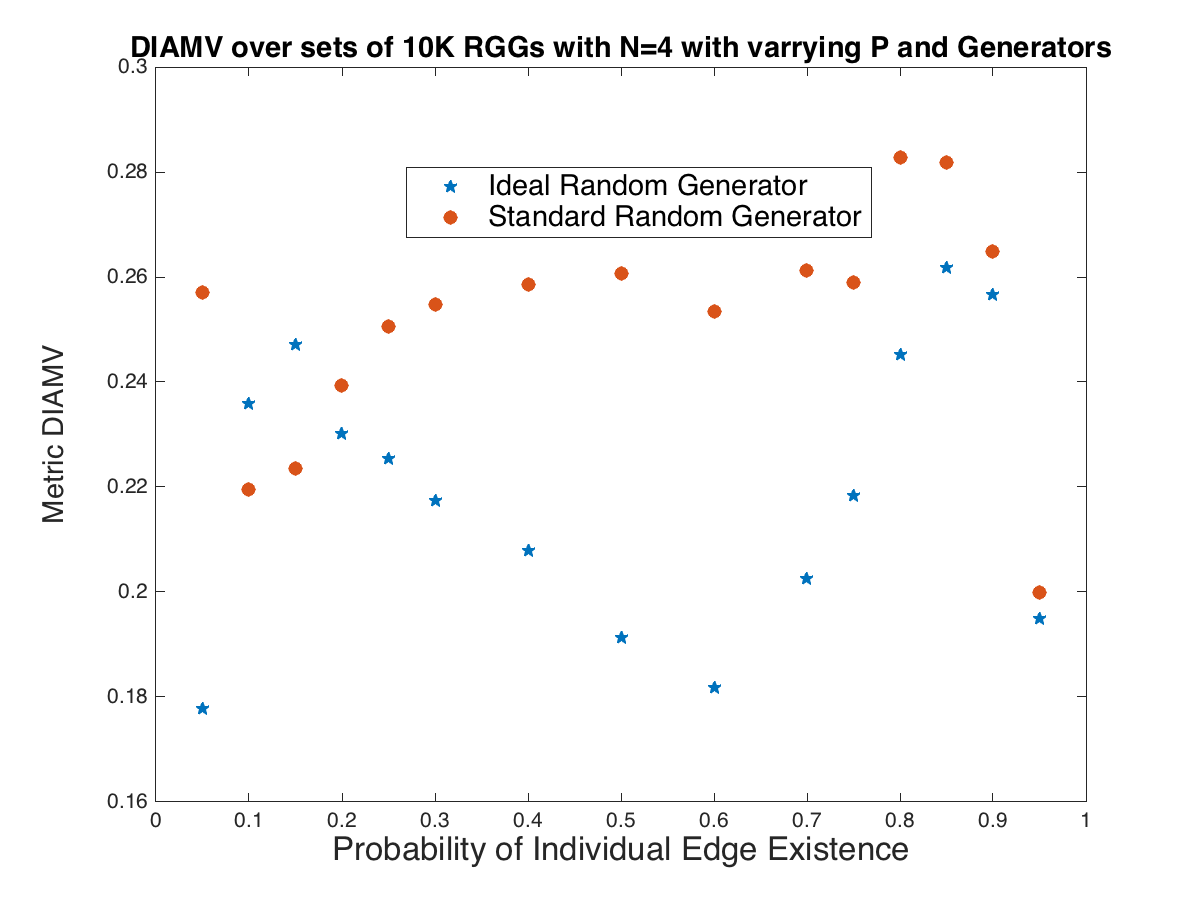 DIAMV over sets of 10K RGGs with N=4 with varrying P and Generators
0.3
0.28
0.26
0.24
0.22
0.2
0.18
0.16
Metric DIAMV
Ideal Random Generator
Standard Random Generator
0 0.1 0.2 0.3 0.4 0.5 0.6 0.7 0.8 0.9 1
Probability of Individual Edge Existence